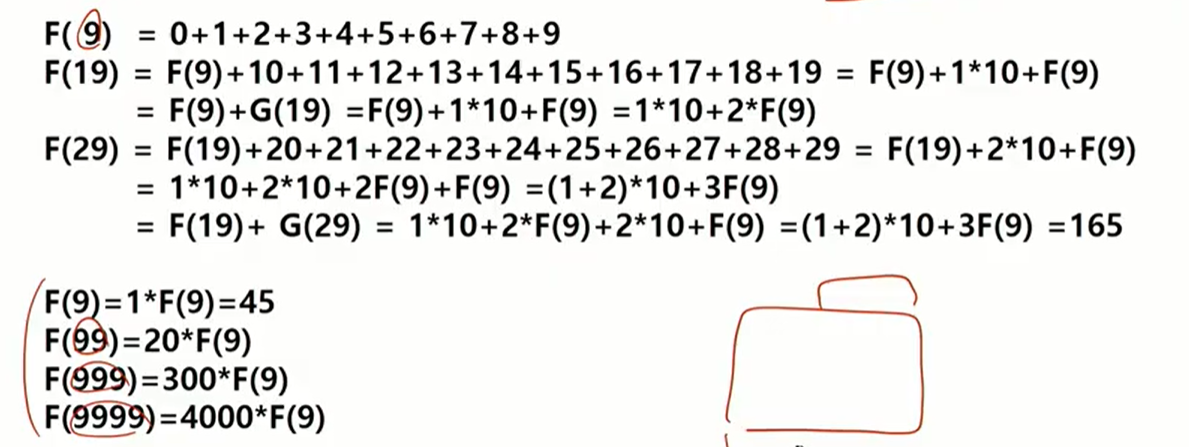 F( 9) = 0+1+2+3+4+5+6+7+8+9
F(19) = F(9)+10+11+12+13+14+15+16+17+18+19 = F(9)+1*10+F(9)
= F(9)+G(19) =F(9)+1*10+F(9) =1*10+2*F(9)
F(29) = F(19)+20+21+22+23+24+25+26+27+28+29 = F(19)+2*10+F(9)
= 1*10+2*10+2F(9)+F(9) =(1+2)*10+3F(9)
= F(19)+ G(29) = 1*10+2*F(9)+2*10+F(9) =(1+2)*10+3F(9) =165
F(9)=1*F(9)=45
F(99)=20*F(9)
F(999)=300*F(9)
F(9999)=4000*F(9)